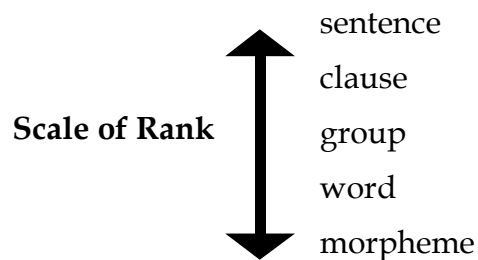 sentence
clause
Scale of Rank
group
word
morpheme